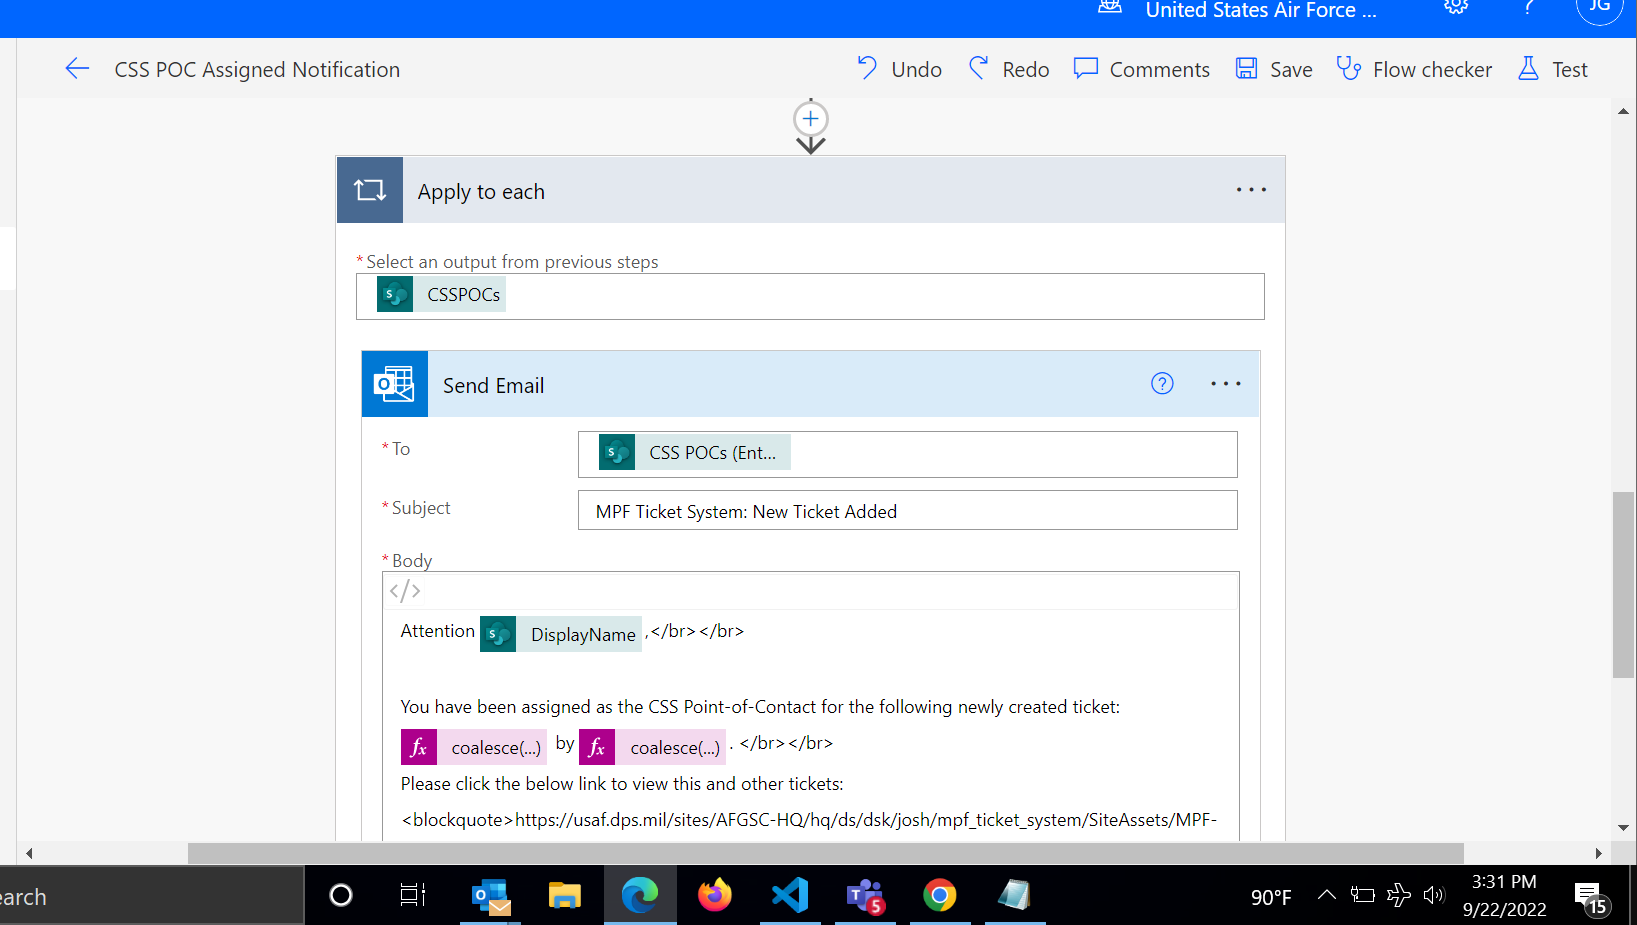 United States Air Force ...
?
JG
CSS POC Assigned Notification
Undo
Redo
Comments
Save
Flow checker
Test
Apply to each
...
* Select an output from previous steps
S
CSSPOCs
O
Send Email
?
...
* To
S
CSS POCs (Ent...
* Subject
MPF Ticket System: New Ticket Added
* Body
</>
Attention S DisplayName ,</br></br>
You have been assigned as the CSS Point-of-Contact for the following newly created ticket:
fx coalesce(...) by fx coalesce(...) . </br></br>
Please click the below link to view this and other tickets:
<blockquote>https://usaf.dps.mil/sites/AFGSC-HQ/hq/ds/dsk/josh/mpf_ticket_system/SiteAssets/MPF-
earch
O
5
90°F
3:31 PM
9/22/2022
15